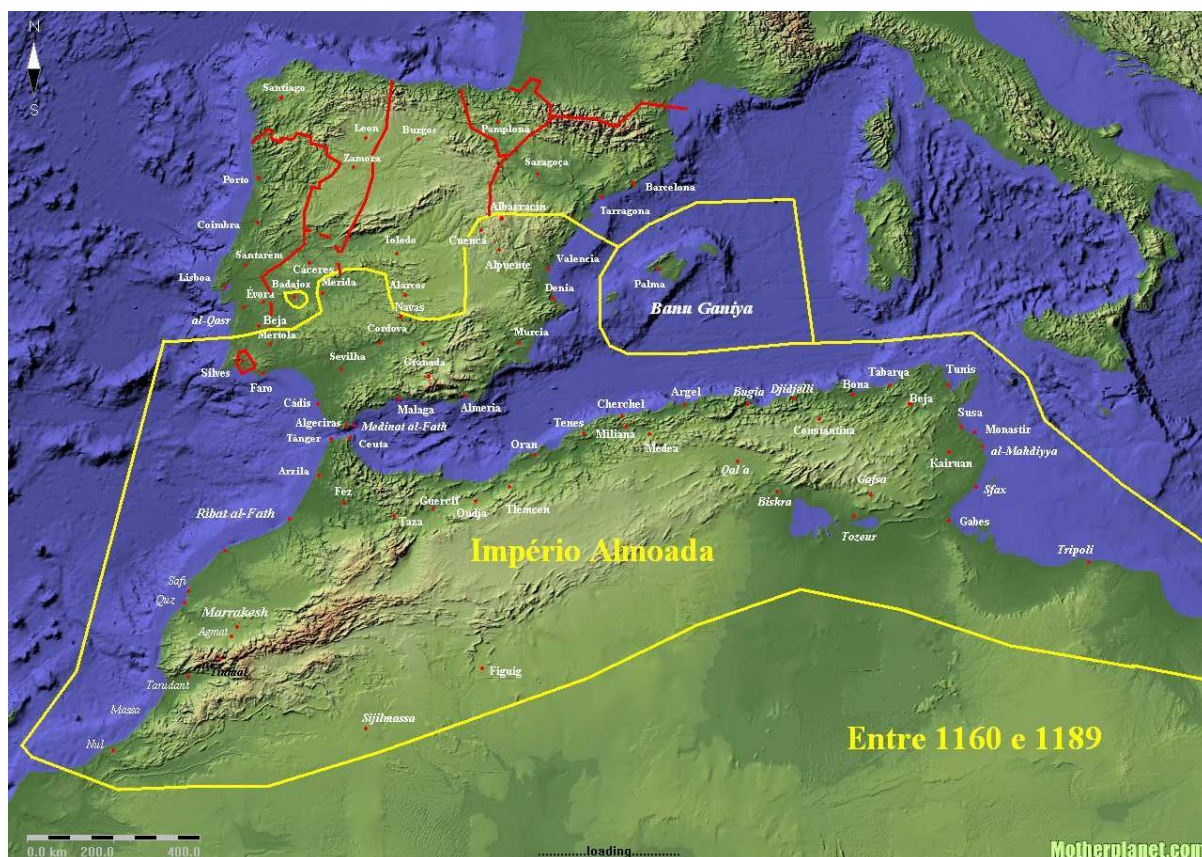 N
S
Santiago
Leon
Burgos
Pamplona
Zamora
Saragoça
Porto
Barcelona
Tarragona
Albarracin
Coimbra
Cuenca
Toledo
Santarém
Cáceres
Alpuente
Valencia
Lisboa
Badajoz
Mérida
Palma
Évora
Alarcos
Denia
al-Qasr
Navas
Banu Ganiya
Beja
Cordova
Murcia
Mértola
Sevilha
Granada
Silves
Faro
Tabarqa
Tunis
Cádis
Malaga
Almeria
Argel
Bugia
Djidjelli
Bona
Beja
Cherchel
Susa
Algeciras
Medinat al-Fath
Tânger
Ceuta
Tenes
Miliana
Constantina
Monastir
Oran
Medea
al-Mahdiyya
Arzila
Qal'a
Kairuan
Fez
Guercif
Biskra
Gafsa
Sfax
Ribat al-Fath
Taza
Oudja
Tlemcen
Tozeur
Gabes
Império Almoada
Tripoli
Safi
Quz
Marrakesh
Agmat
Figuig
Tarudant
Massa
Sijilmassa
Nul
Entre 1160 e 1189
0.0 km 200.0 400.0
.............loading.............
Motherplanet.com